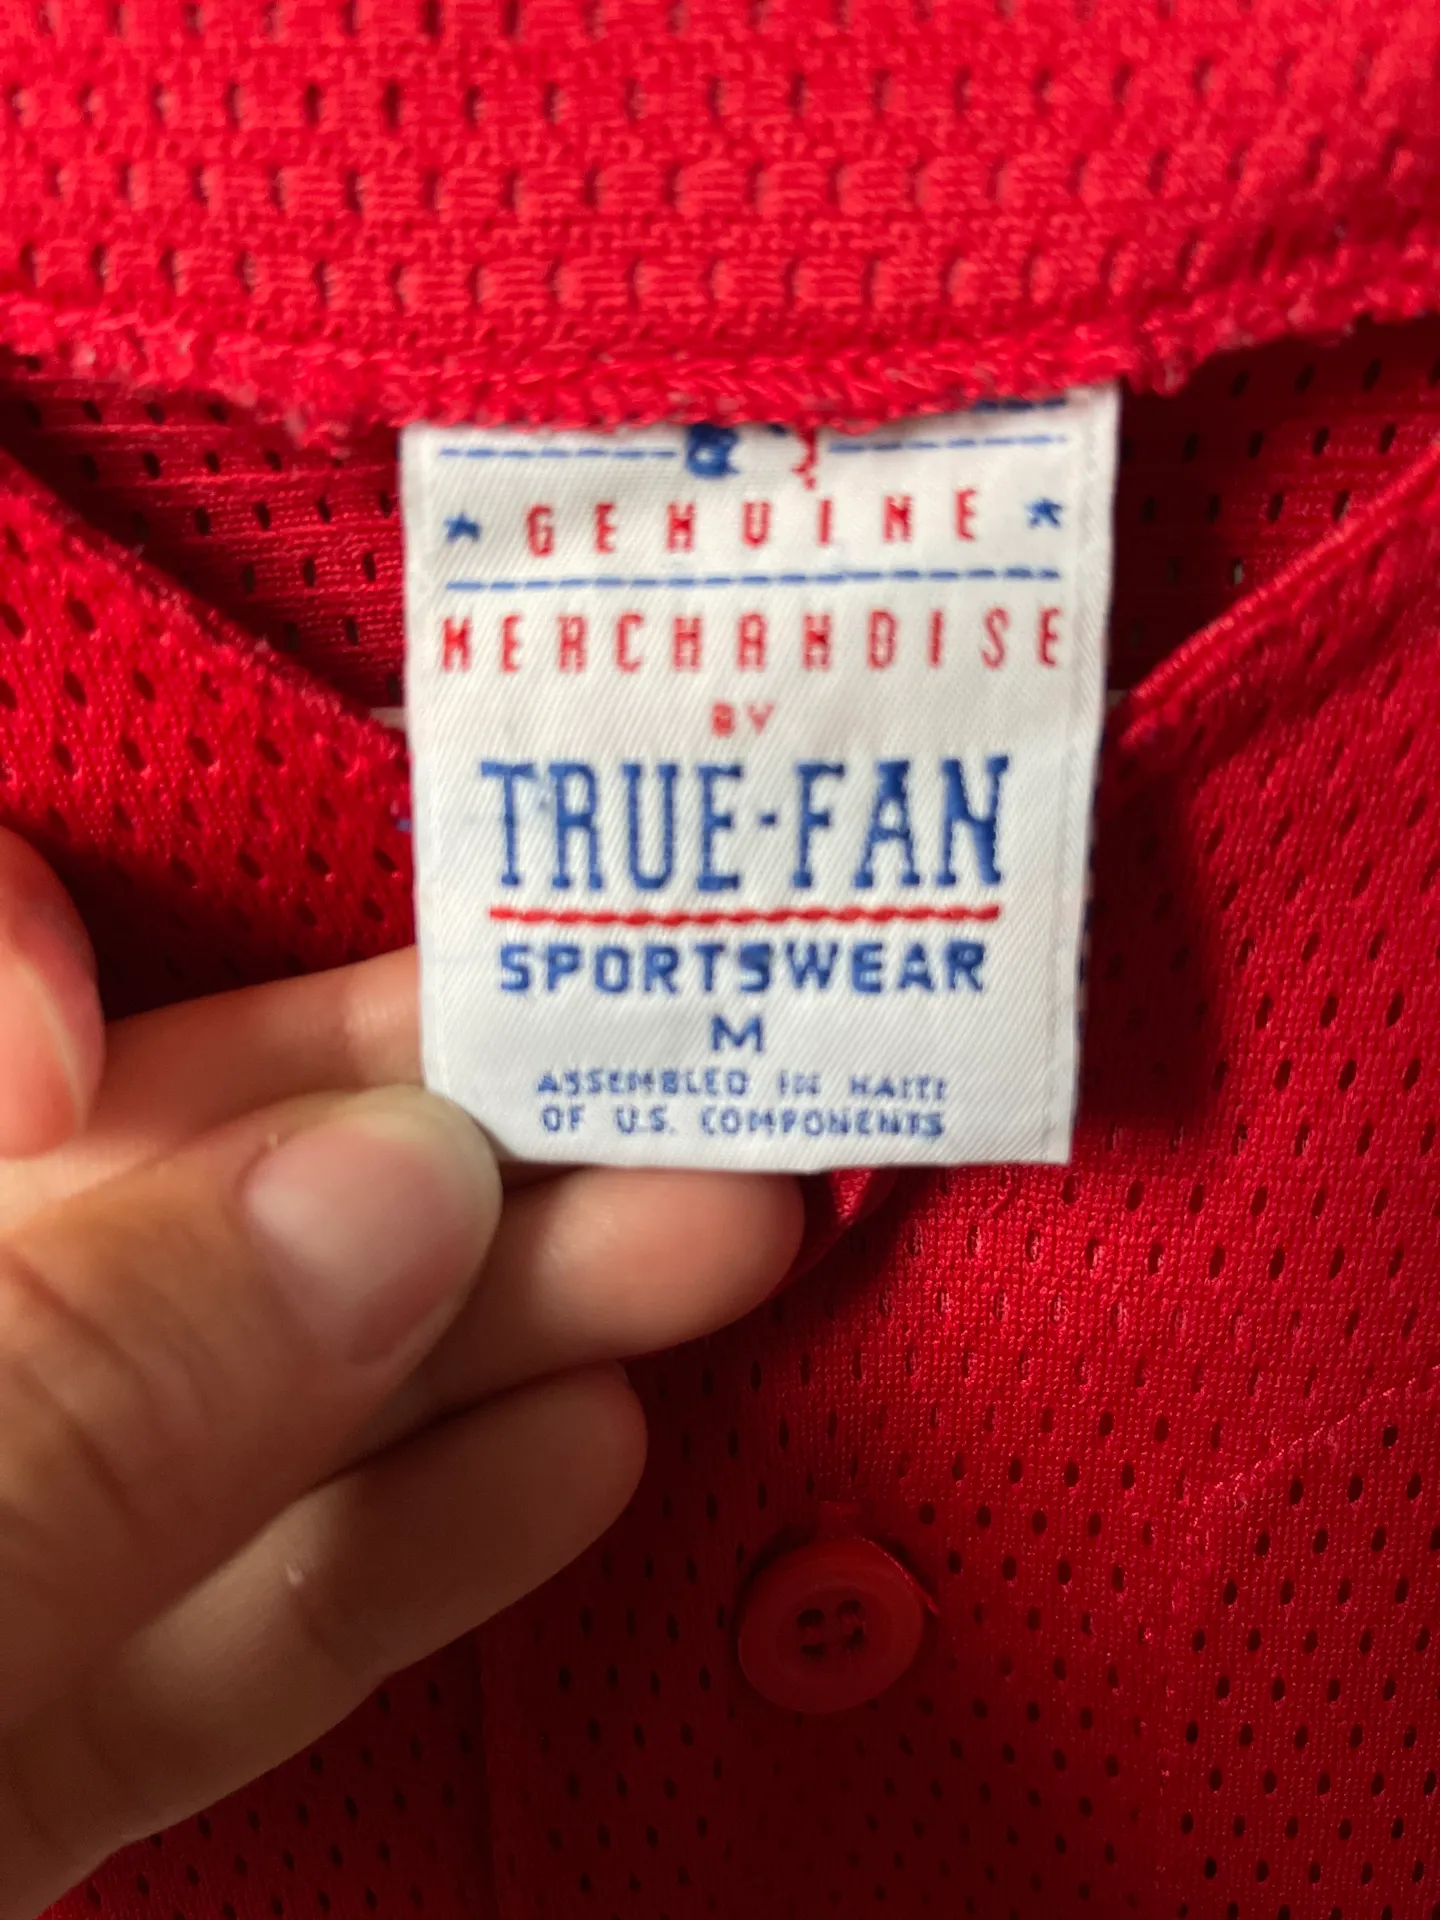 GENUINE
MERCHANDISE
BY
TRUE-FAN
SPORTSWEAR
M
ASSEMBLED IN HAITI
OF U.S. COMPONENTS